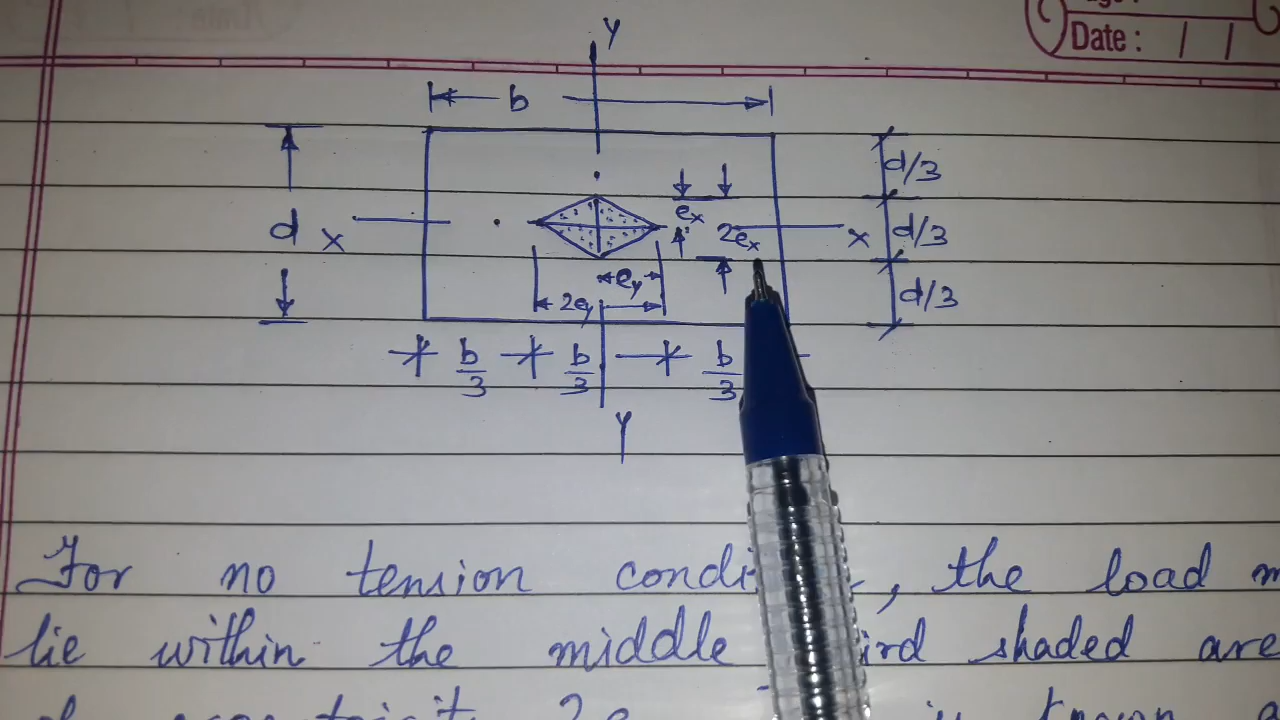 Date : / /
Y
b
d/3
d
x
ex
2ex
x
d/3
ey
2ey
d/3
b/3
b/3
b/3
Y
For no tension condi , the load
lie within the middle ird shaded